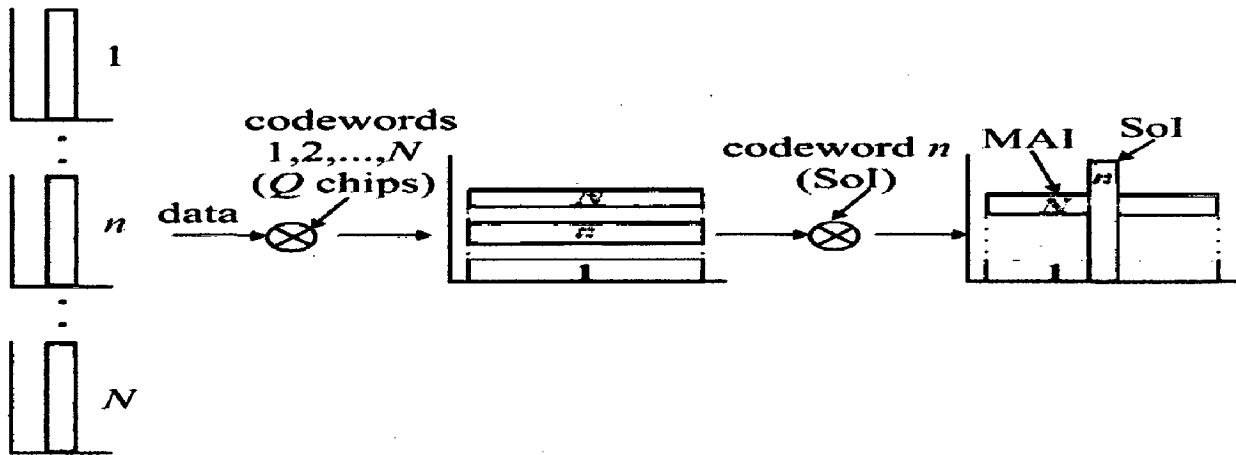 1
n
N
data
codewords
1,2,...,N
(Q chips)
N
n
1
codeword n
(SoI)
MAI
SoI
n
N
1